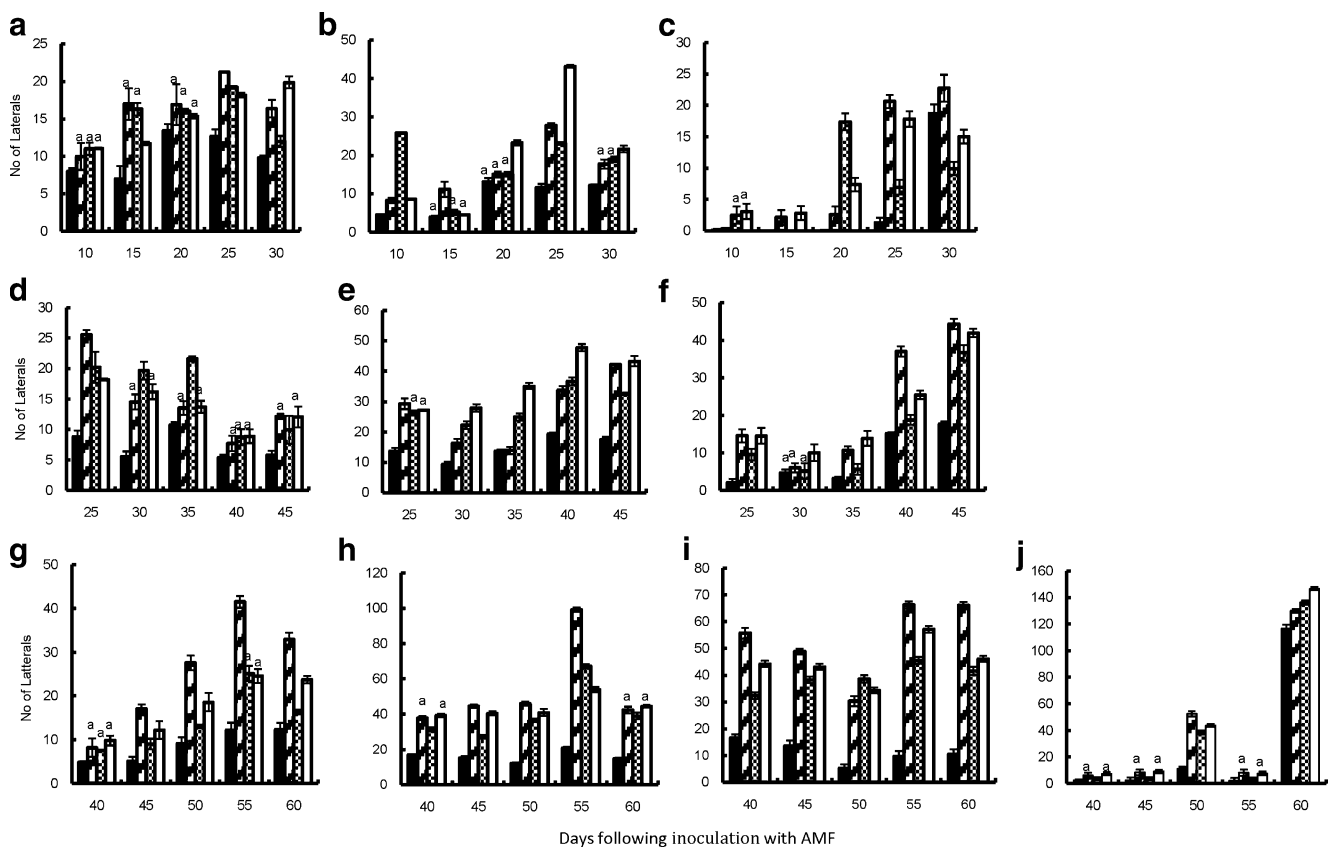 a
b
c
25
20
15
10
5
0
No of Laterals
a a a
a a
a a a
10 15 20 25 30
50
40
30
20
10
0
a a a
a a a
a a
10 15 20 25 30
30
25
20
15
10
5
0
a a
10 15 20 25 30
d
e
f
30
25
20
15
10
5
0
No of Laterals
a a
a a
a a a
a a
25 30 35 40 45
60
50
40
30
20
10
0
a a
25 30 35 40 45
50
40
30
20
10
0
a a a
25 30 35 40 45
g
h
i
j
50
40
30
20
10
0
No of Latterals
a a a
a a
40 45 50 55 60
120
100
80
60
40
20
0
a a
a a
40 45 50 55 60
80
70
60
50
40
30
20
10
0
40 45 50 55 60
160
140
120
100
80
60
40
20
0
a a
a a
a a
40 45 50 55 60
Days following inoculation with AMF